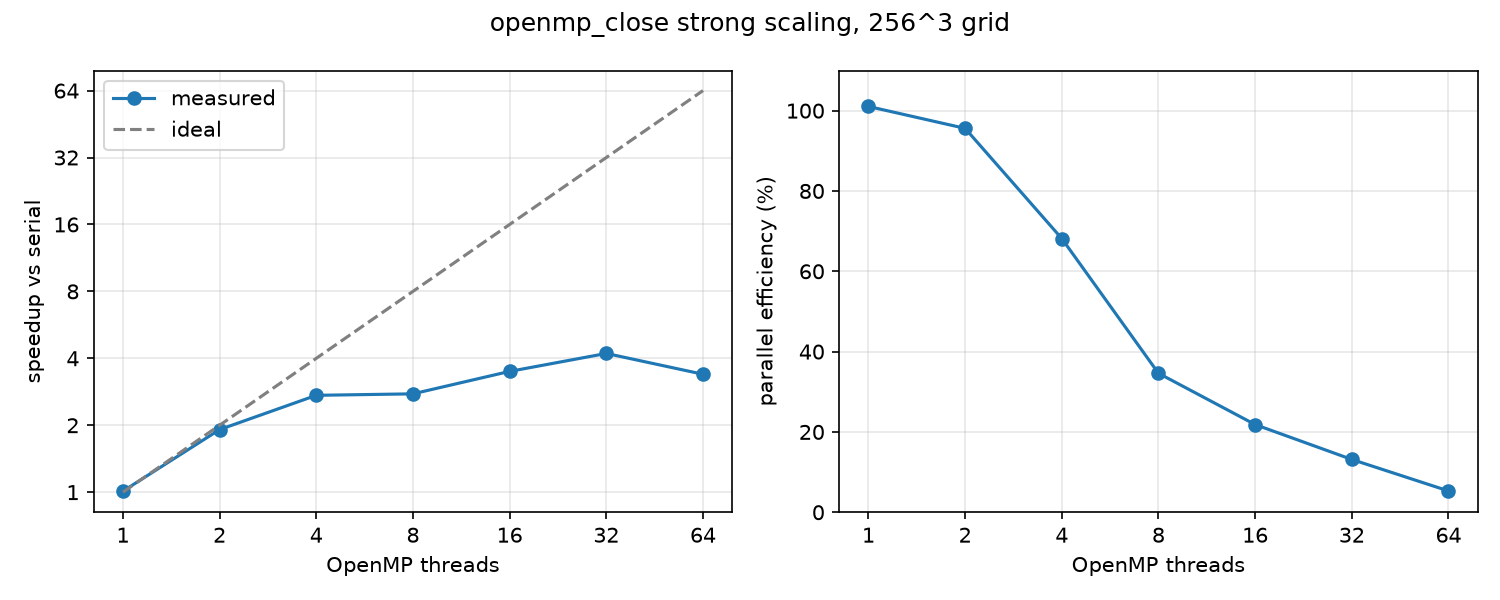 openmp_close strong scaling, 256^3 grid
speedup vs serial
64
32
16
8
4
2
1
measured
ideal
1 2 4 8 16 32 64
OpenMP threads
parallel efficiency (%)
100
80
60
40
20
0
1 2 4 8 16 32 64
OpenMP threads